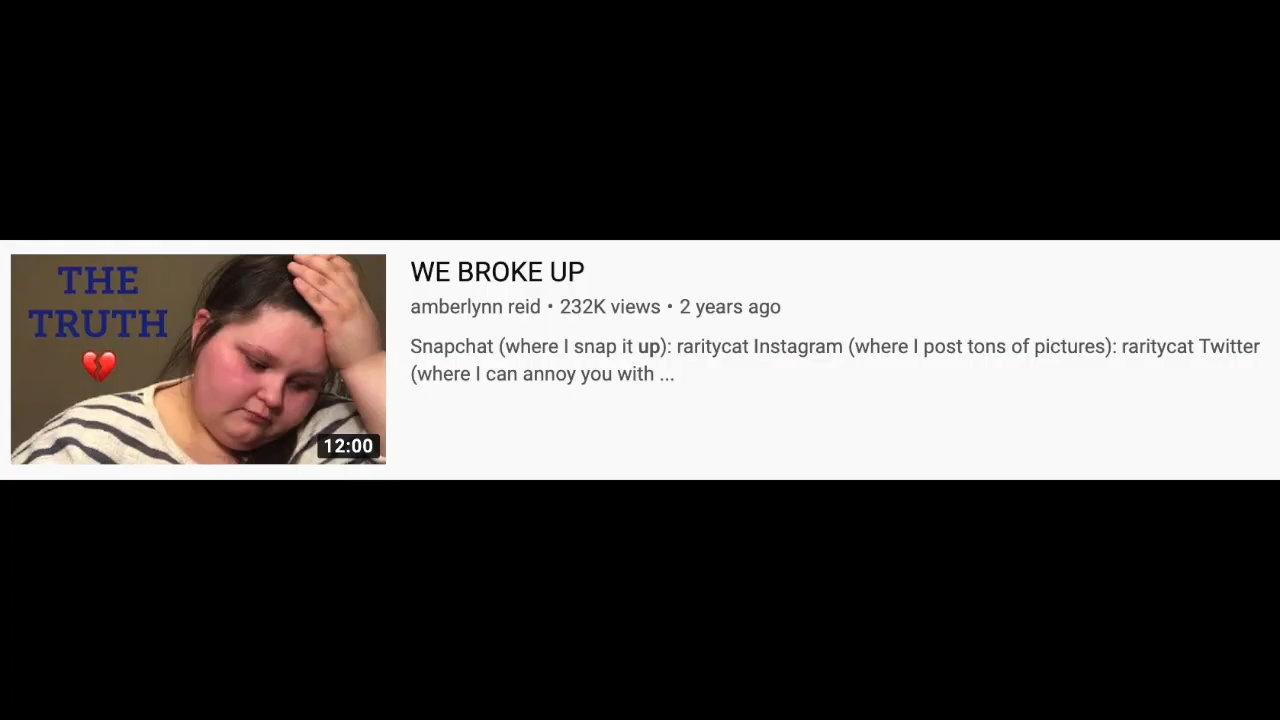 THE
TRUTH
12:00
WE BROKE UP
amberlynn reid • 232K views • 2 years ago
Snapchat (where I snap it up): raritycat Instagram (where I post tons of pictures): raritycat Twitter
(where I can annoy you with ...